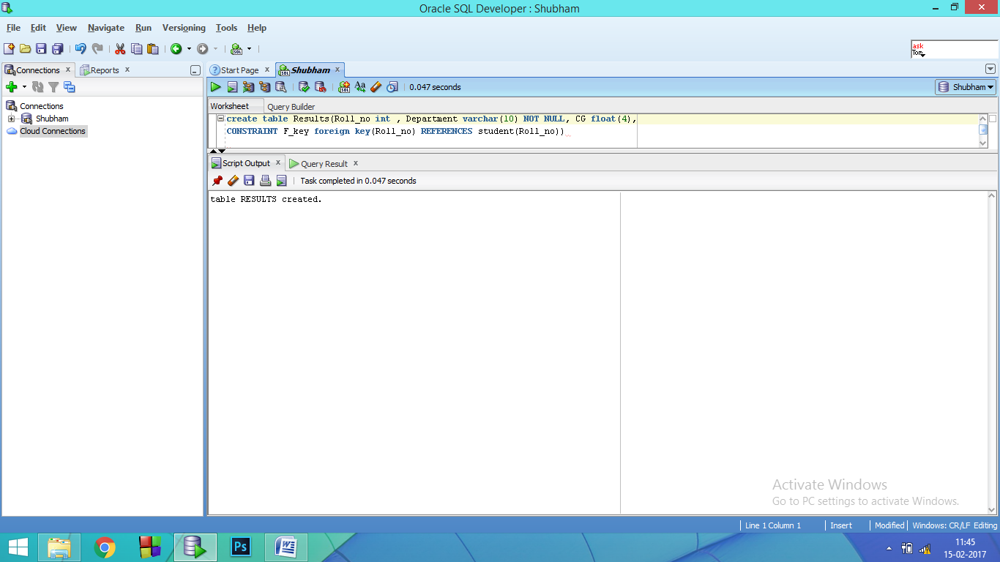 Oracle SQL Developer : Shubham
File Edit View Navigate Run Versioning Tools Help
ask
Tom
Connections x Reports x
Start Page x Shubham x
0.047 seconds
Shubham
Worksheet Query Builder
Connections
Shubham
Cloud Connections
create table Results(Roll_no int , Department varchar(10) NOT NULL, CG float(4),
CONSTRAINT F_key foreign key(Roll_no) REFERENCES student(Roll_no))
Script Output x Query Result x
Task completed in 0.047 seconds
table RESULTS created.
Activate Windows
Go to PC settings to activate Windows.
Line 1 Column 1 Insert Modified Windows: CR/LF Editing
Ps
W
11:45
15-02-2017